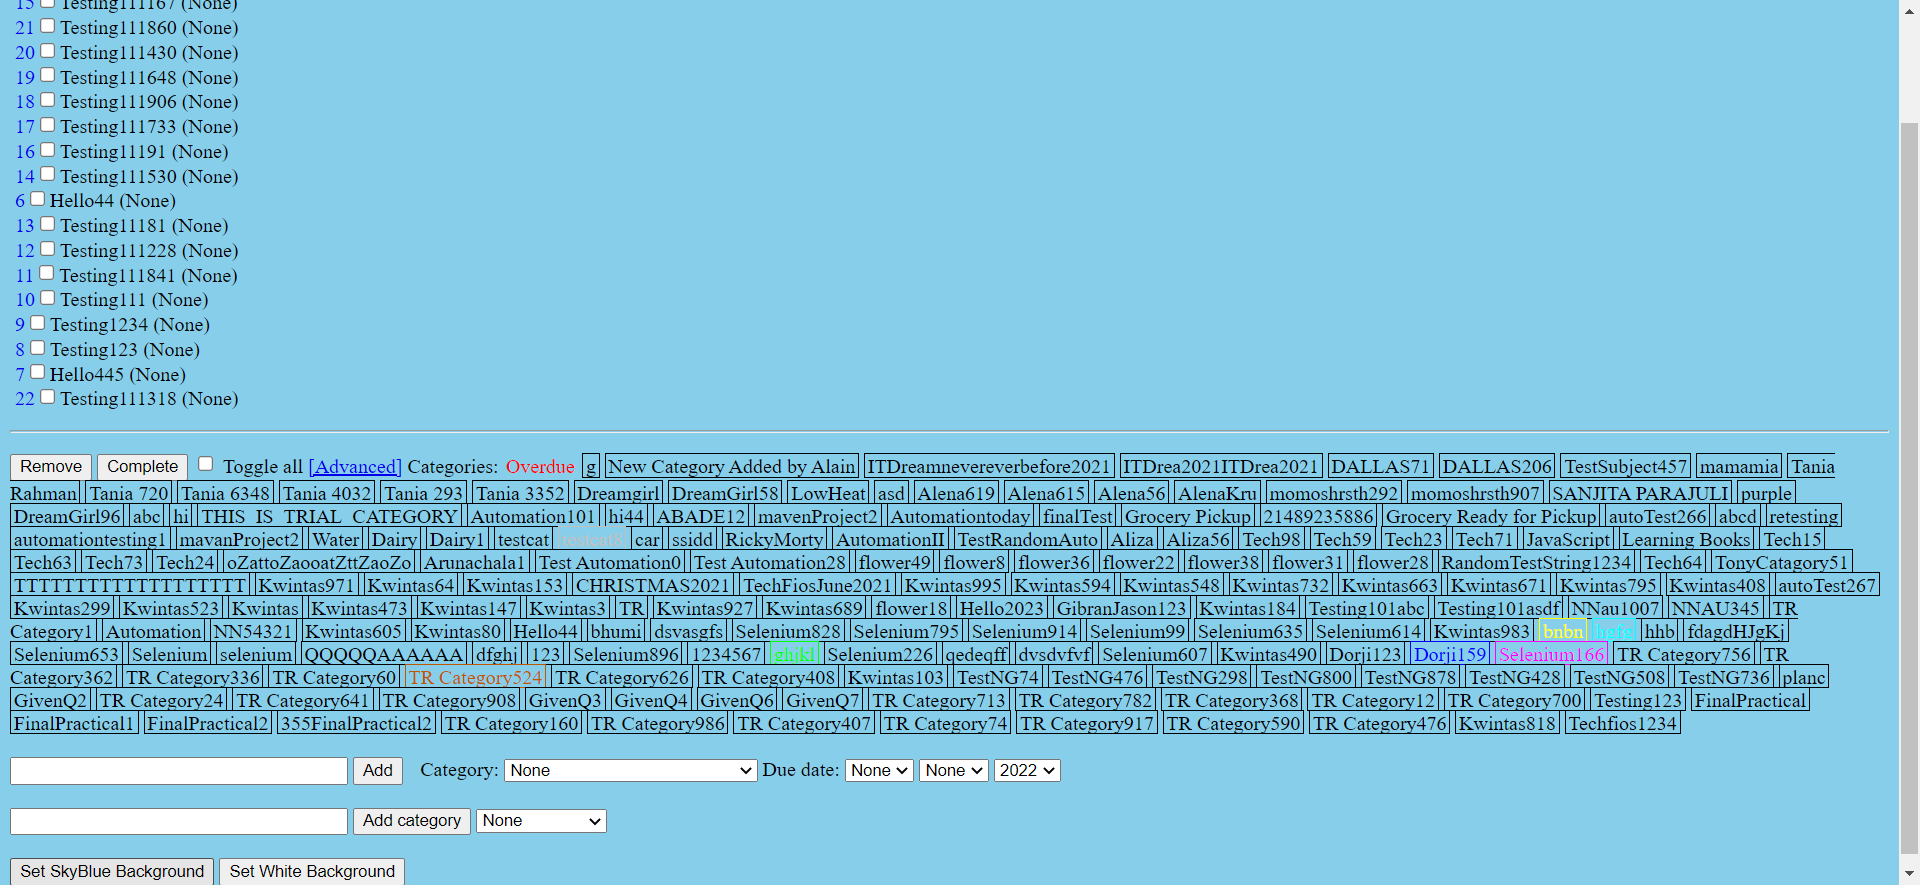 15 Testing111167 (None)
21 Testing111860 (None)
20 Testing111430 (None)
19 Testing111648 (None)
18 Testing111906 (None)
17 Testing111733 (None)
16 Testing11191 (None)
14 Testing111530 (None)
6 Hello44 (None)
13 Testing11181 (None)
12 Testing111228 (None)
11 Testing111841 (None)
10 Testing111 (None)
9 Testing1234 (None)
8 Testing123 (None)
7 Hello445 (None)
22 Testing111318 (None)
Remove Complete Toggle all [Advanced] Categories: Overdue g New Category Added by Alain ITDreamnevereverbefore2021 ITDrea2021ITDrea2021 DALLAS71 DALLAS206 TestSubject457 mamamia Tania
Rahman Tania 720 Tania 6348 Tania 4032 Tania 293 Tania 3352 Dreamgirl DreamGirl58 LowHeat asd Alena619 Alena615 Alena56 AlenaKru momoshrsth292 momoshrsth907 SANJITA PARAJULI purple
DreamGirl96 abc hi THIS_IS_TRIAL_CATEGORY Automation101 hi44 ABADE12 mavenProject2 Automationtoday finalTest Grocery Pickup 21489235886 Grocery Ready for Pickup autoTest266 abcd retesting
automationtesting1 mavanProject2 Water Dairy Dairy1 testcat testcat8 car ssidd RickyMorty AutomationII TestRandomAuto Aliza Aliza56 Tech98 Tech59 Tech23 Tech71 JavaScript Learning Books Tech15
Tech63 Tech73 Tech24 oZattoZaooatZttZaoZo Arunachala1 Test Automation0 Test Automation28 flower49 flower8 flower36 flower22 flower38 flower31 flower28 RandomTestString1234 Tech64 TonyCatagory51
TTTTTTTTTTTTTTTTTTT Kwintas971 Kwintas64 Kwintas153 CHRISTMAS2021 TechFiosJune2021 Kwintas995 Kwintas594 Kwintas548 Kwintas732 Kwintas663 Kwintas671 Kwintas795 Kwintas408 autoTest267
Kwintas299 Kwintas523 Kwintas Kwintas473 Kwintas147 Kwintas3 TR Kwintas927 Kwintas689 flower18 Hello2023 GibranJason123 Kwintas184 Testing101abc Testing101asdf NNau1007 NNAU345 TR
Category1 Automation NN54321 Kwintas605 Kwintas80 Hello44 bhumi dsvasgfs Selenium828 Selenium795 Selenium914 Selenium99 Selenium635 Selenium614 Kwintas983 bnbn hhb fdagdHJgKj
Selenium653 Selenium selenium QQQQQAAAAAA dfghj 123 Selenium896 1234567 ghjkl Selenium226 qedeqff dvsdvfvf Selenium607 Kwintas490 Dorji123 Dorji159 Selenium166 TR Category756 TR
Category362 TR Category336 TR Category60 TR Category524 TR Category626 TR Category408 Kwintas103 TestNG74 TestNG476 TestNG298 TestNG800 TestNG878 TestNG428 TestNG508 TestNG736 planc
GivenQ2 TR Category24 TR Category641 TR Category908 GivenQ3 GivenQ4 GivenQ6 GivenQ7 TR Category713 TR Category782 TR Category368 TR Category12 TR Category700 Testing123 FinalPractical
FinalPractical1 FinalPractical2 355FinalPractical2 TR Category160 TR Category986 TR Category407 TR Category74 TR Category917 TR Category590 TR Category476 Kwintas818 Techfios1234
Add Category: None Due date: None None 2022
Add category None
Set SkyBlue Background Set White Background